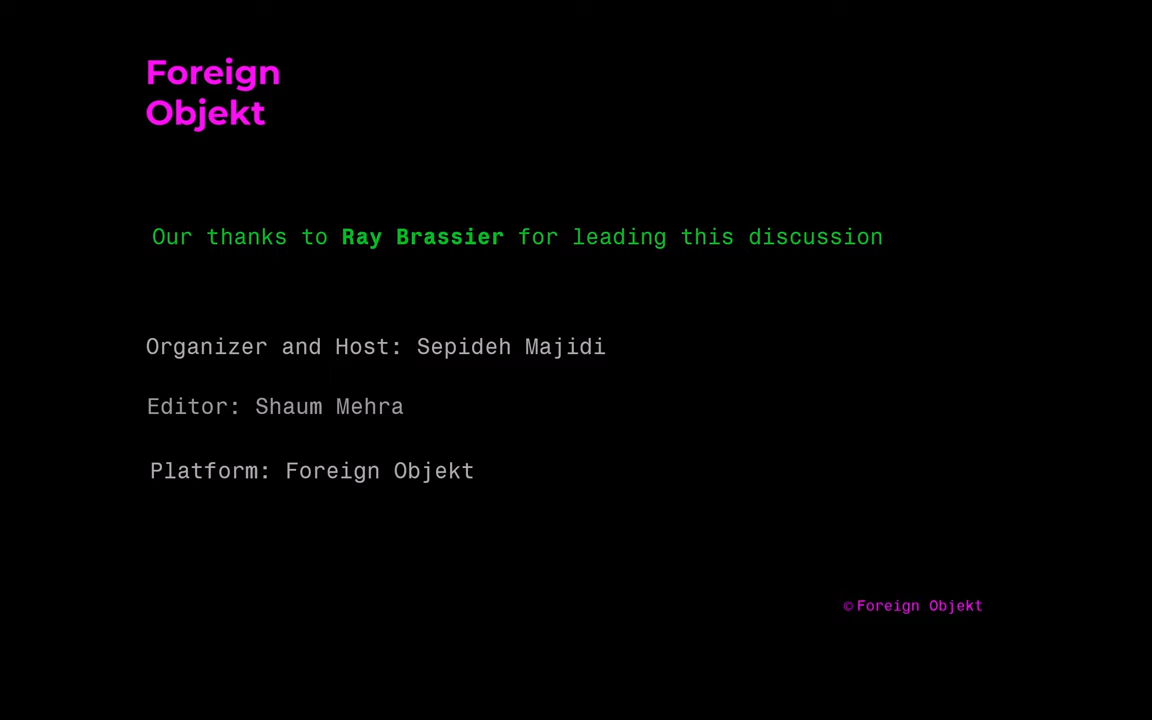 Foreign
Objekt
Our thanks to Ray Brassier for leading this discussion
Organizer and Host: Sepideh Majidi
Editor: Shaum Mehra
Platform: Foreign Objekt
© Foreign Objekt